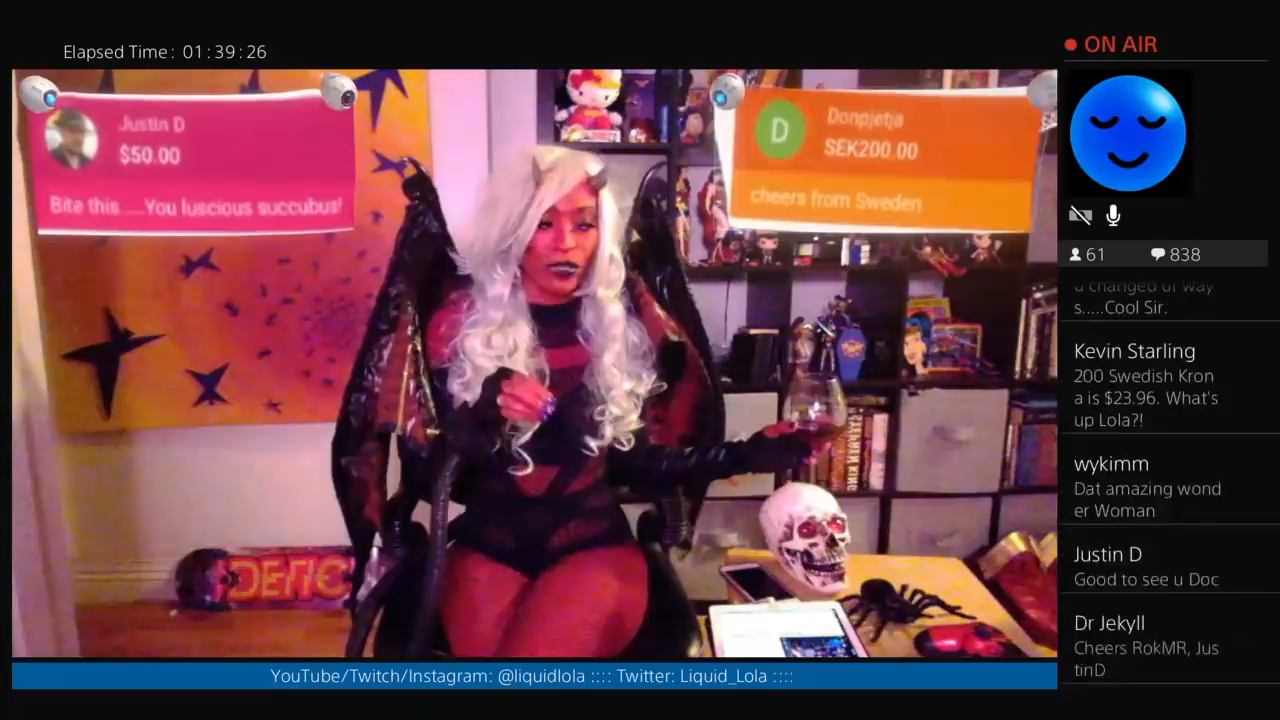 Elapsed Time: 01:39:26
ON AIR
Justin D
$50.00
Bite this.....You luscious succubus!
D
Donpjetja
SEK200.00
cheers from Sweden
61
838
s.....Cool Sir.
Kevin Starling
200 Swedish Kron
a is $23.96. What's
up Lola?!
wykimm
Dat amazing wond
er Woman
Justin D
Good to see u Doc
Dr Jekyll
Cheers RokMR, Jus
tinD
YouTube/Twitch/Instagram: @liquidlola :::: Twitter: Liquid_Lola ::::